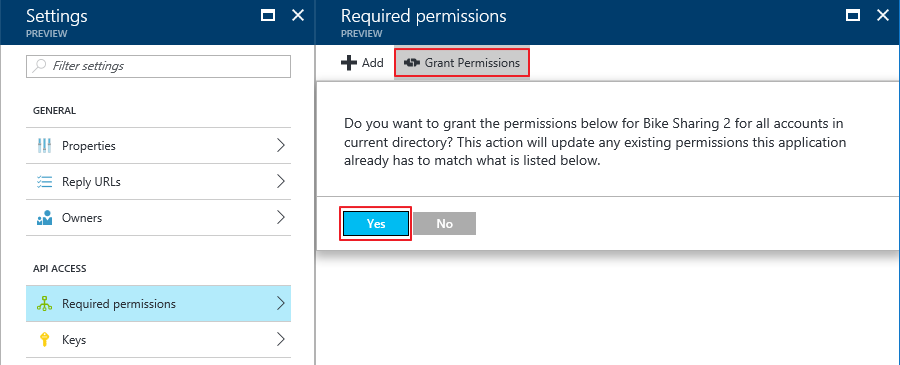 Settings
PREVIEW
Filter settings
GENERAL
Properties
Reply URLs
Owners
API ACCESS
Required permissions
Keys
Required permissions
PREVIEW
Add
Grant Permissions
Do you want to grant the permissions below for Bike Sharing 2 for all accounts in
current directory? This action will update any existing permissions this application
already has to match what is listed below.
Yes
No